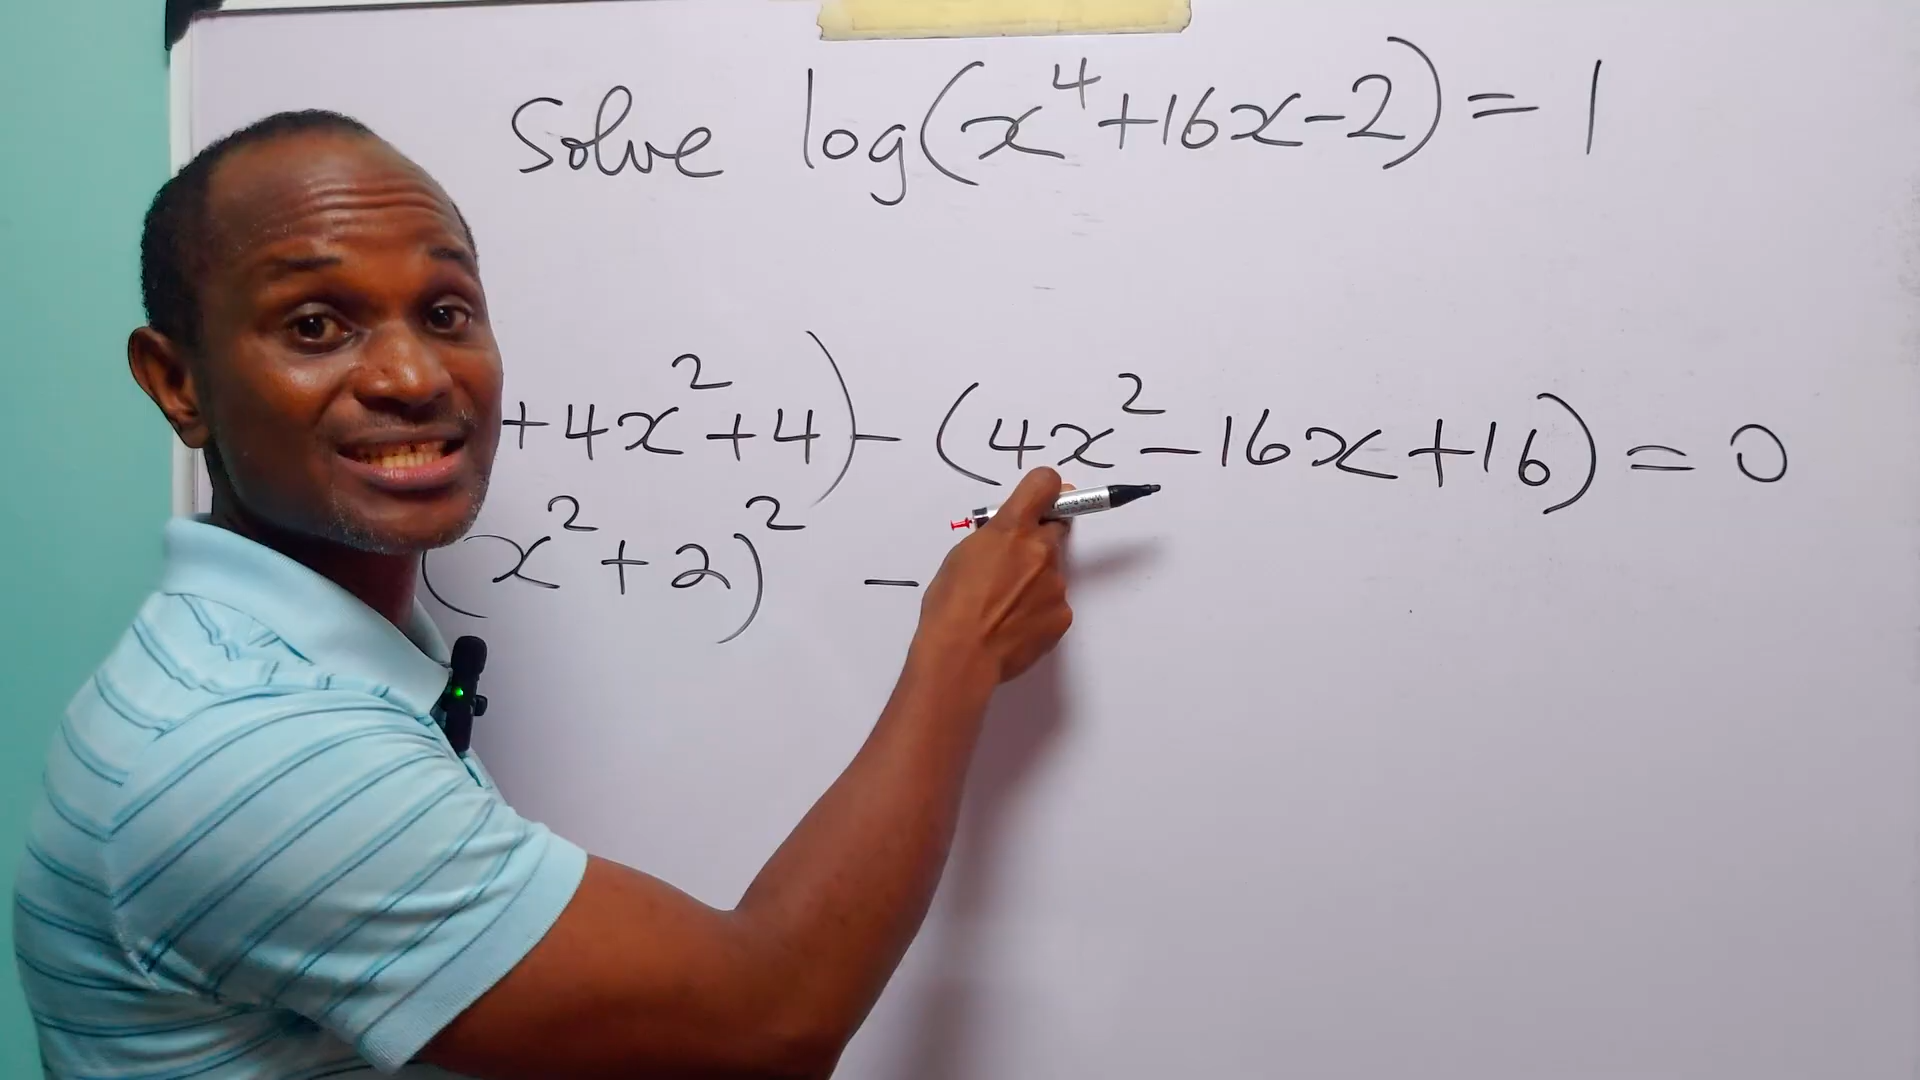 Solve log(x⁴+16x-2) = 1
+4x²+4) - (4x²-16x+16) = 0
(x²+2)² -